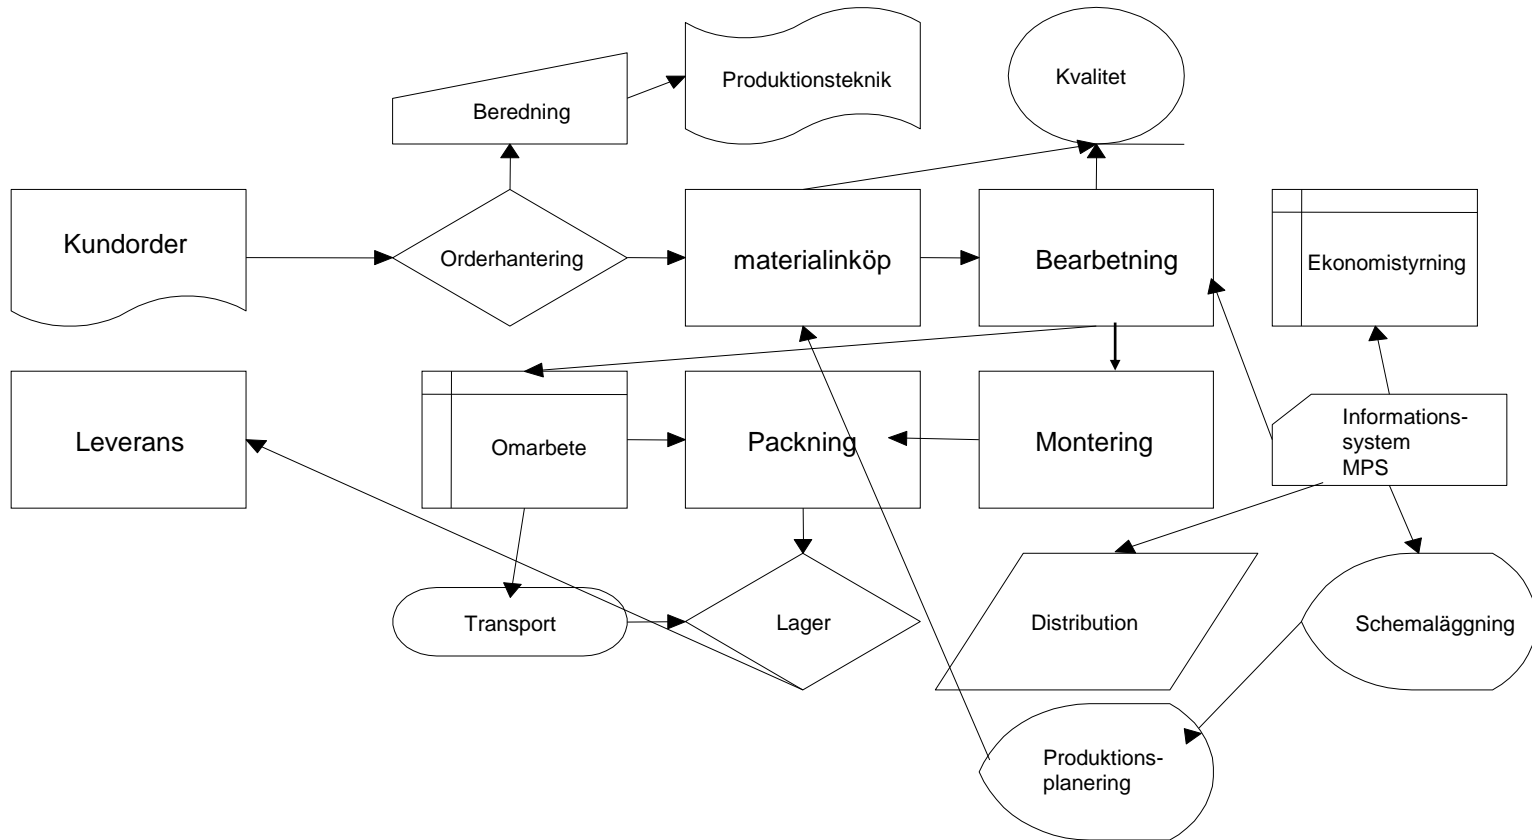 Produktionsteknik
Kvalitet
Beredning
Kundorder
Orderhantering
materialinköp
Bearbetning
Ekonomistyrning
Leverans
Omarbete
Packning
Montering
Informations-
system
MPS
Transport
Lager
Distribution
Schemaläggning
Produktions-
planering